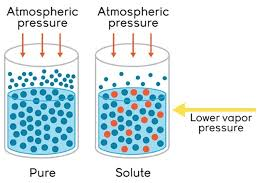 Atmospheric
pressure
Atmospheric
pressure
Lower vapor
pressure
Pure
Solute